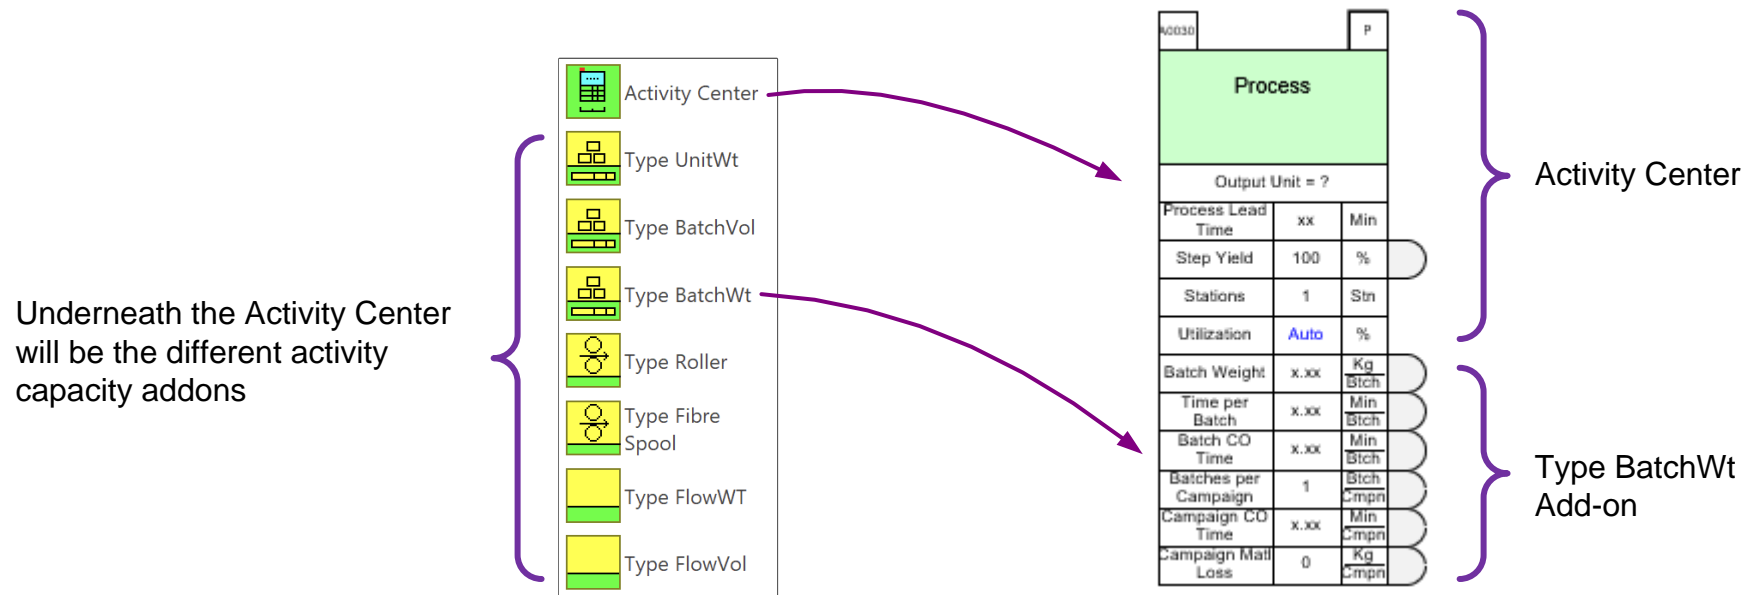 Underneath the Activity Center
will be the different activity
capacity addons
Activity Center
Type UnitWt
Type BatchVol
Type BatchWt
Type Roller
Type Fibre
Spool
Type FlowWT
Type FlowVol
A0030 P
Process
Output Unit = ?
Process Lead
Time
xx Min
Step Yield 100 %
Stations 1 Stn
Utilization Auto %
Batch Weight x.xx Kg
Btch
Time per
Batch
x.xx Min
Btch
Batch CO
Time
x.xx Min
Btch
Batches per
Campaign
1 Btch
Cmpn
Campaign CO
Time
x.xx Min
Cmpn
Campaign Matl
Loss
0 Kg
Cmpn
Activity Center
Type BatchWt
Add-on